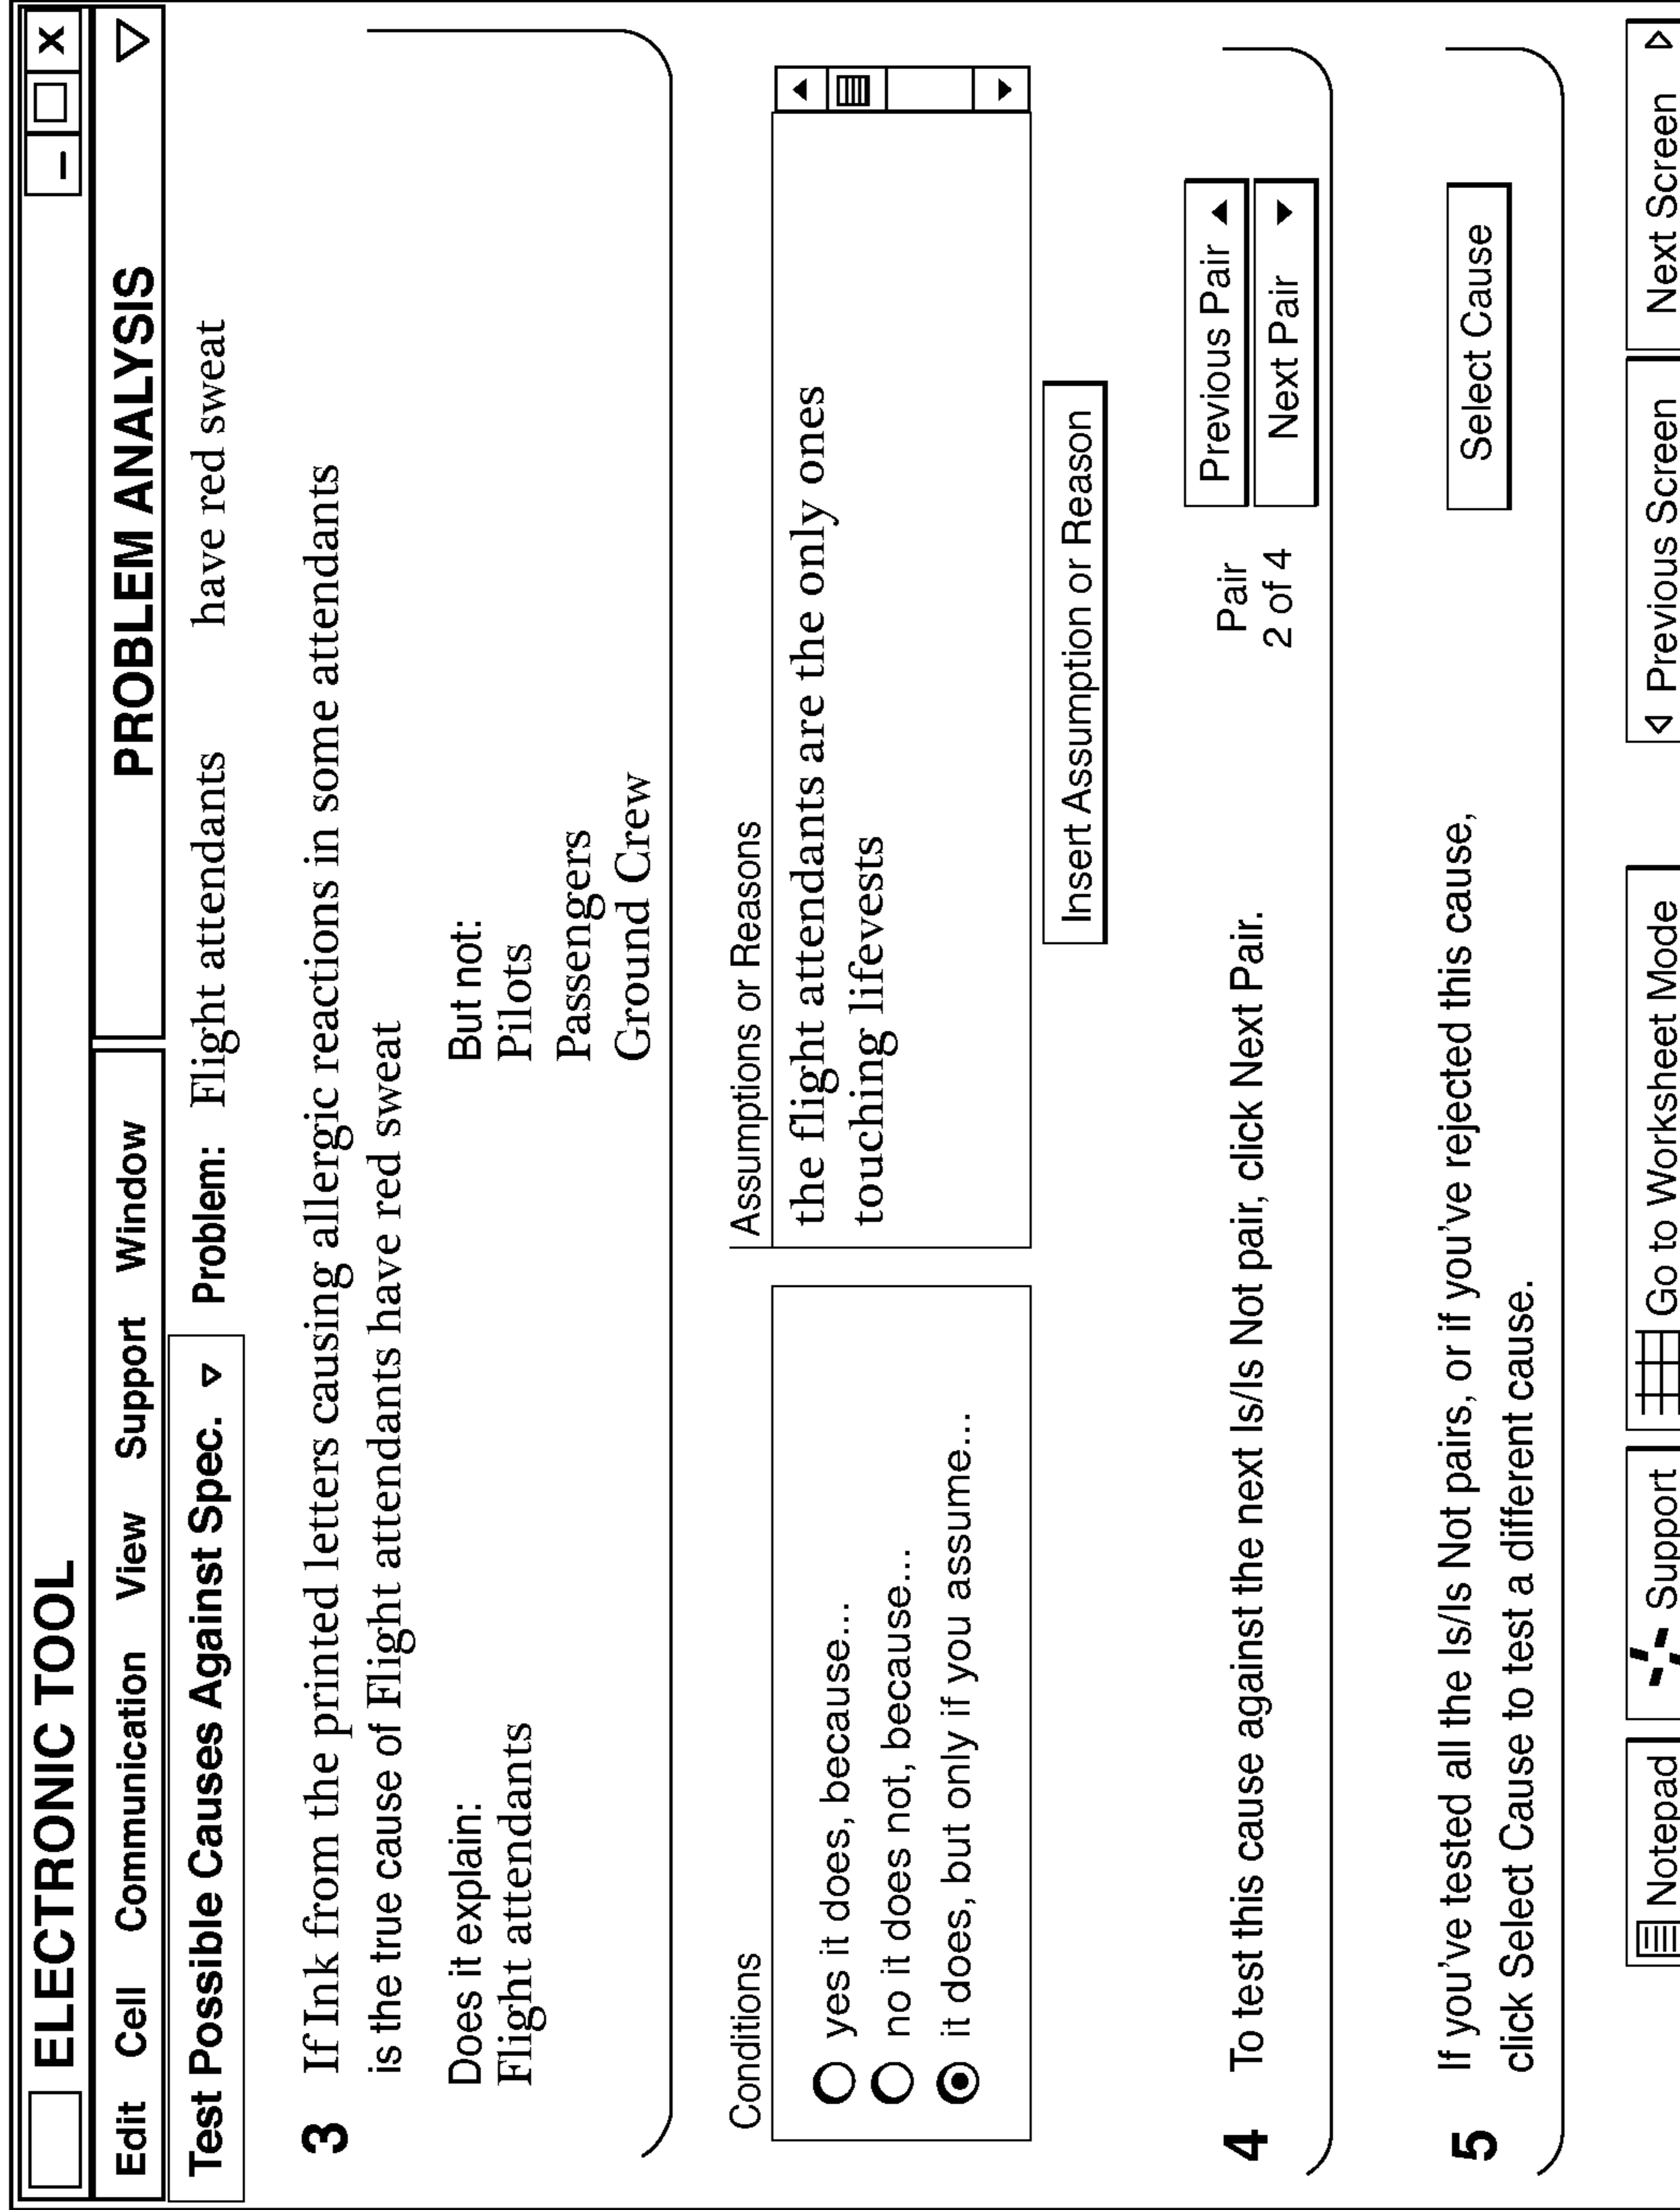 ELECTRONIC TOOL
– X
Edit Cell Communication View Support Window
PROBLEM ANALYSIS
Test Possible Causes Against Spec.
Problem: Flight attendants have red sweat
3 If Ink from the printed letters causing allergic reactions in some attendants
is the true cause of Flight attendants have red sweat
Does it explain:
Flight attendants
But not:
Pilots
Passengers
Ground Crew
Conditions
yes it does, because...
no it does not, because...
it does, but only if you assume...
Assumptions or Reasons
the flight attendants are the only ones
touching lifevests
Insert Assumption or Reason
4 To test this cause against the next Is/Is Not pair, click Next Pair.
Pair
2 of 4
Previous Pair
Next Pair
5 If you've tested all the Is/Is Not pairs, or if you've rejected this cause,
click Select Cause to test a different cause.
Select Cause
Notepad
Support
Go to Worksheet Mode
Previous Screen
Next Screen